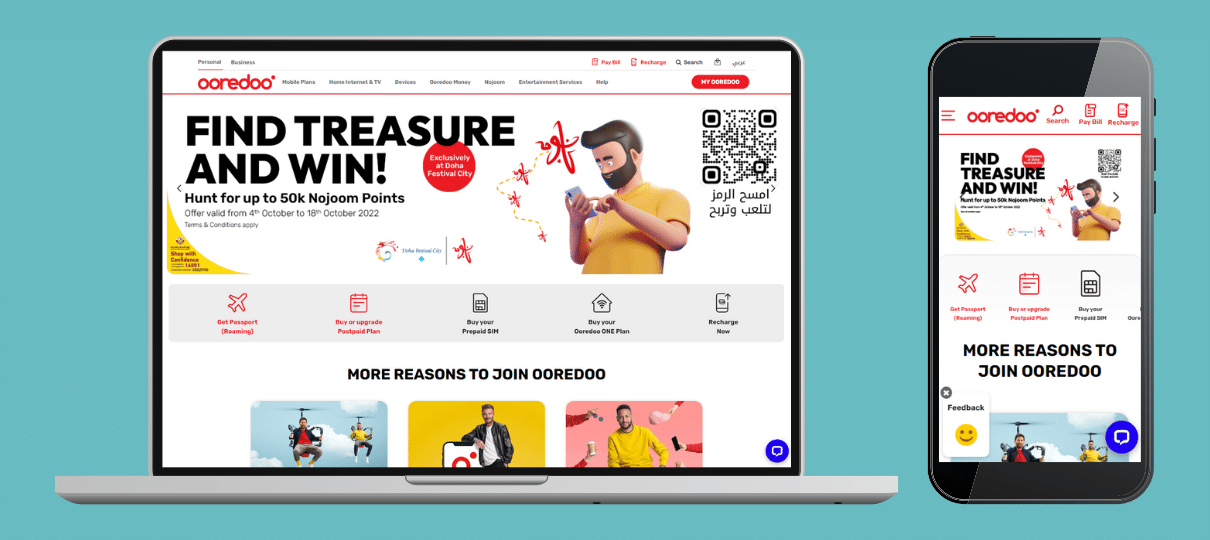 Personal Business
Pay Bill Recharge Search عربي
ooredoo Mobile Plans Home Internet & TV Devices Ooredoo Money Nojoom Entertainment Services Help MY OOREDOO
FIND TREASURE
AND WIN!
Exclusively
at Doha
Festival City
Hunt for up to 50k Nojoom Points
Offer valid from 4th October to 18th October 2022
Terms & Conditions apply
Shop with
Confidence
16001
Doha Festival City
امسح الرمز
لتلعب وتربح
Get Passport
(Roaming)
Buy or upgrade
Postpaid Plan
Buy your
Prepaid SIM
Buy your
Ooredoo ONE Plan
Recharge
Now
MORE REASONS TO JOIN OOREDOO
ooredoo Search Pay Bill Recharge
FIND
TREASURE
AND WIN!
Hunt for up to 50k Nojoom Points
Offer valid from 4th October to 18th October 2022
Get Passport
(Roaming)
Buy or upgrade
Postpaid Plan
Buy your
Prepaid SIM
MORE REASONS TO
JOIN OOREDOO
Feedback